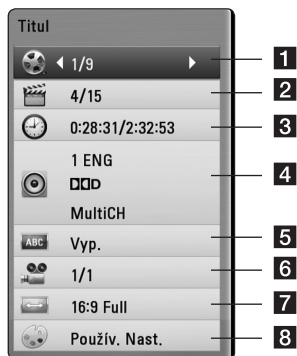 Titul
1/9 1
4/15 2
0:28:31/2:32:53 3
1 ENG
D
MultiCH 4
ABC Vyp. 5
1/1 6
16:9 Full 7
Použív. Nast. 8